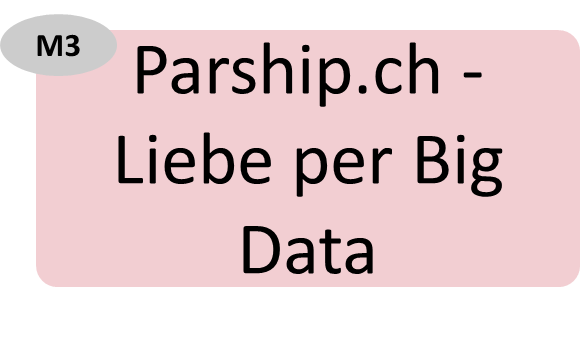 M3
Parship.ch -
Liebe per Big
Data